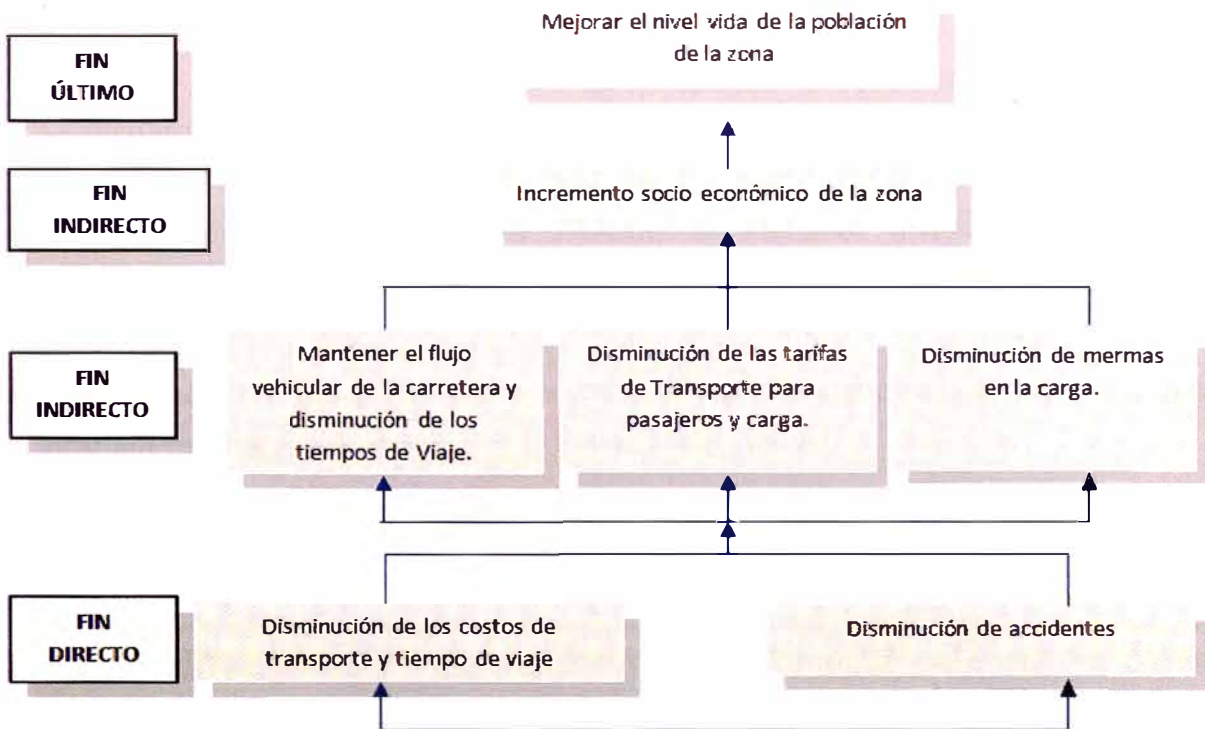 FIN
ÚLTIMO
Mejorar el nivel vida de la población
de la zona
FIN
INDIRECTO
Incremento socio económico de la zona
FIN
INDIRECTO
Mantener el flujo
vehicular de la carretera y
disminución de los
tiempos de Viaje.
Disminución de las tarifas
de Transporte para
pasajeros y carga.
Disminución de mermas
en la carga.
FIN
DIRECTO
Disminución de los costos de
transporte y tiempo de viaje
Disminución de accidentes